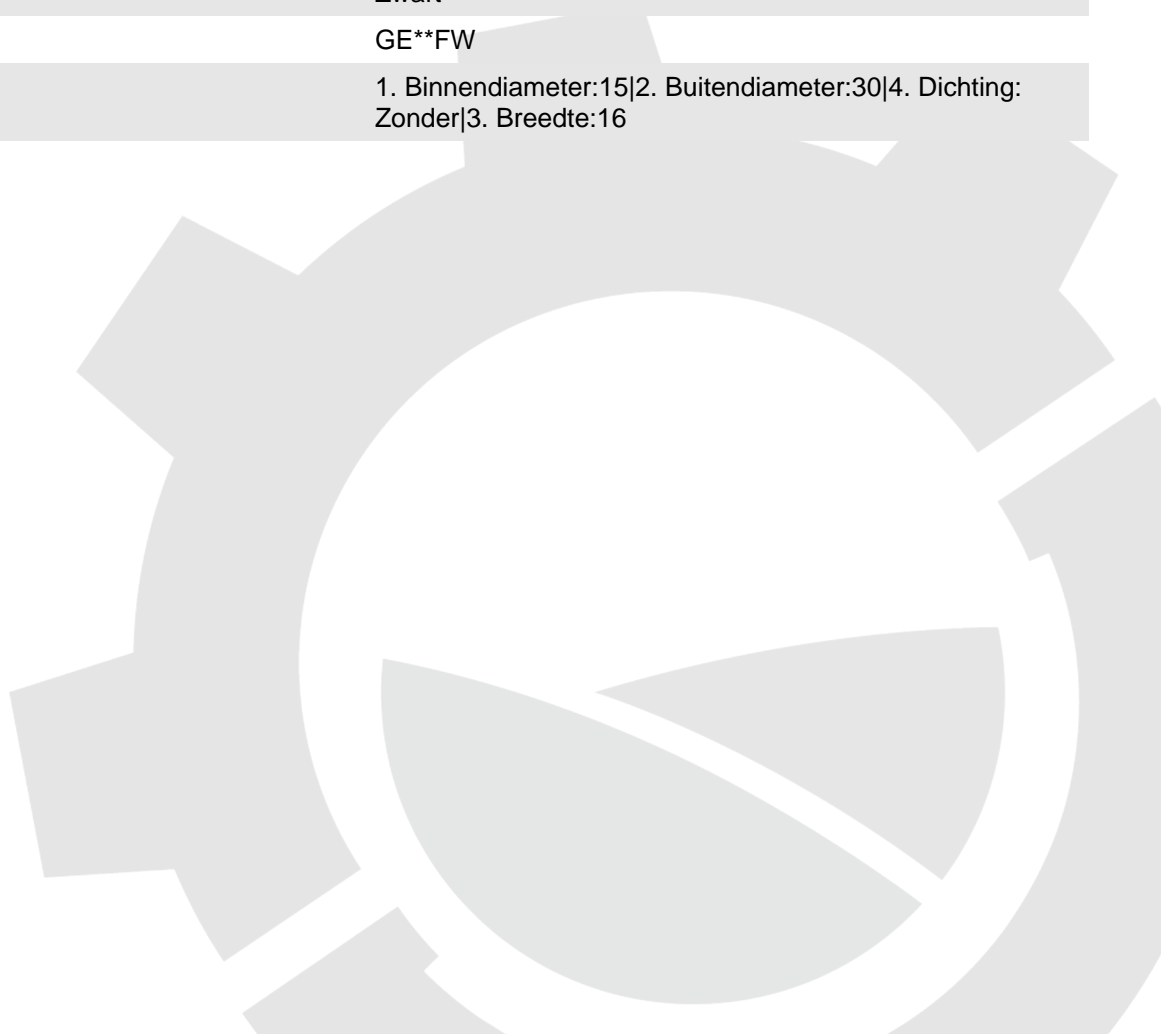 GE**FW
1. Binnendiameter:15|2. Buitendiameter:30|4. Dichting:
Zonder|3. Breedte:16